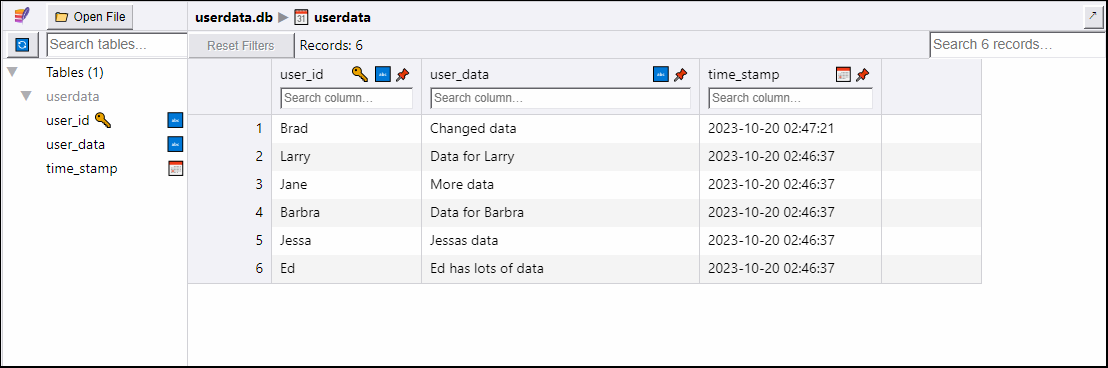 Open File
userdata.db ▶ userdata
Search tables...
Reset Filters Records: 6
Search 6 records...
Tables (1)
userdata
user_id
user_data
time_stamp
user_id user_data time_stamp
Search column... Search column... Search column...
1 Brad Changed data 2023-10-20 02:47:21
2 Larry Data for Larry 2023-10-20 02:46:37
3 Jane More data 2023-10-20 02:46:37
4 Barbra Data for Barbra 2023-10-20 02:46:37
5 Jessa Jessas data 2023-10-20 02:46:37
6 Ed Ed has lots of data 2023-10-20 02:46:37